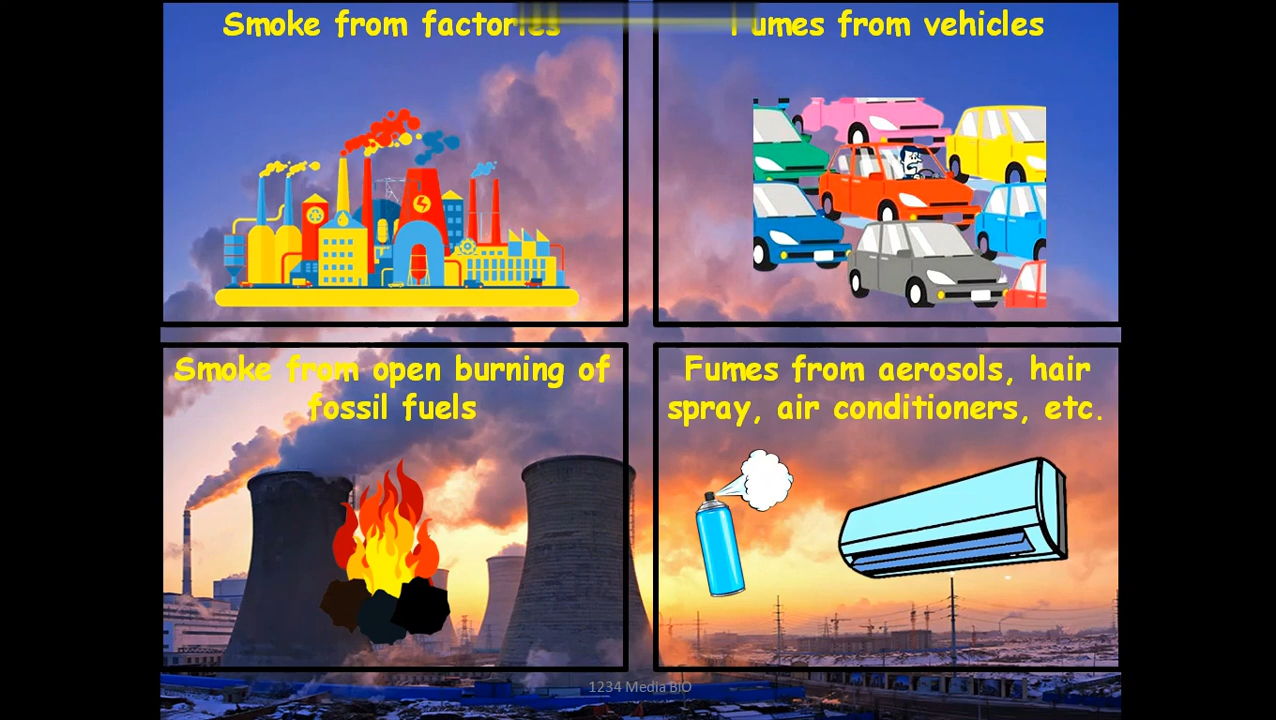 Smoke from factories
Fumes from vehicles
Smoke from open burning of
fossil fuels
Fumes from aerosols, hair
spray, air conditioners, etc.
1234 Media BIO